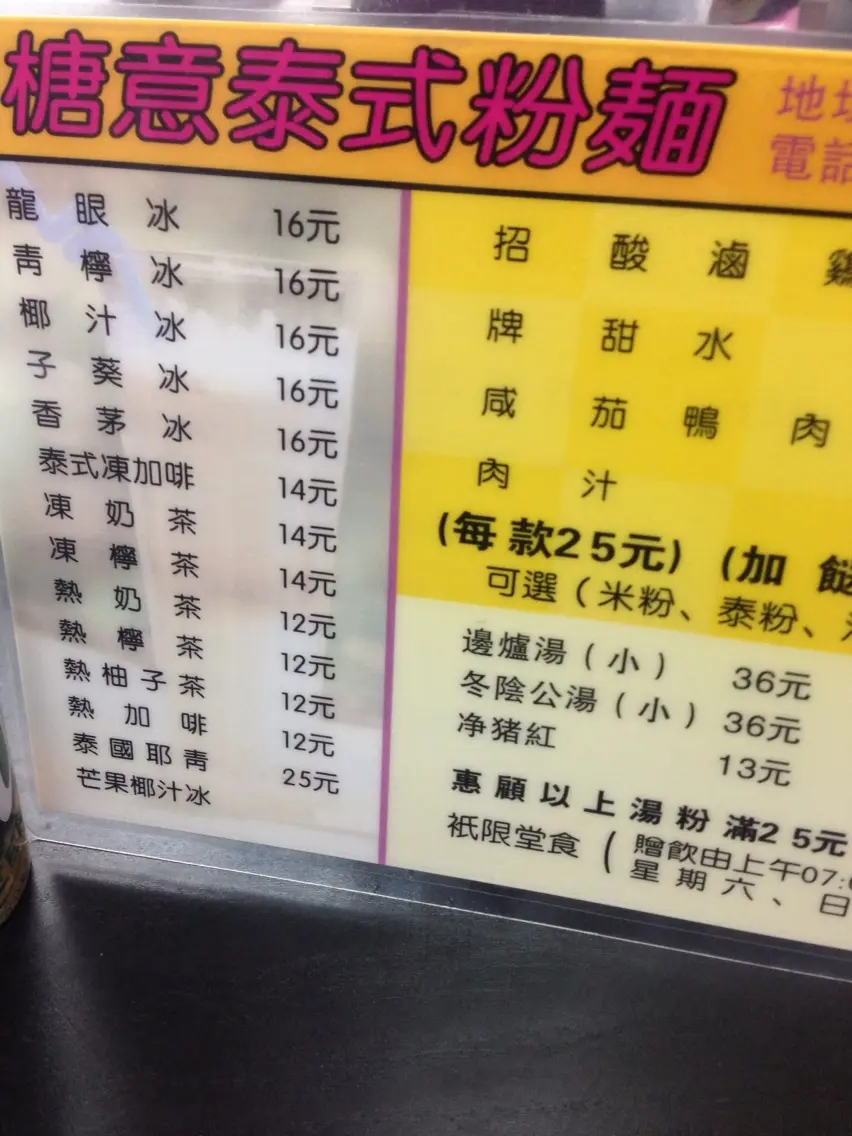 榶意泰式粉麵
地
電話
龍眼冰 16元
青檸冰 16元
椰汁冰 16元
子葵冰 16元
香茅冰 16元
泰式凍加啡 14元
凍奶茶 14元
凍檸茶 14元
熱奶茶 12元
熱檸茶 12元
熱柚子茶 12元
熱加啡 12元
泰國耶青 25元
芒果椰汁冰
招牌咸肉
酸甜茄汁
滷水鴨
肉
(每款25元) (加
可選 (米粉、泰粉、
邊爐湯 (小) 36元
冬陰公湯 (小) 36元
净猪紅 13元
惠顧以上湯粉滿25元
衹限堂食 (贈飲由上午07:
星期六、日